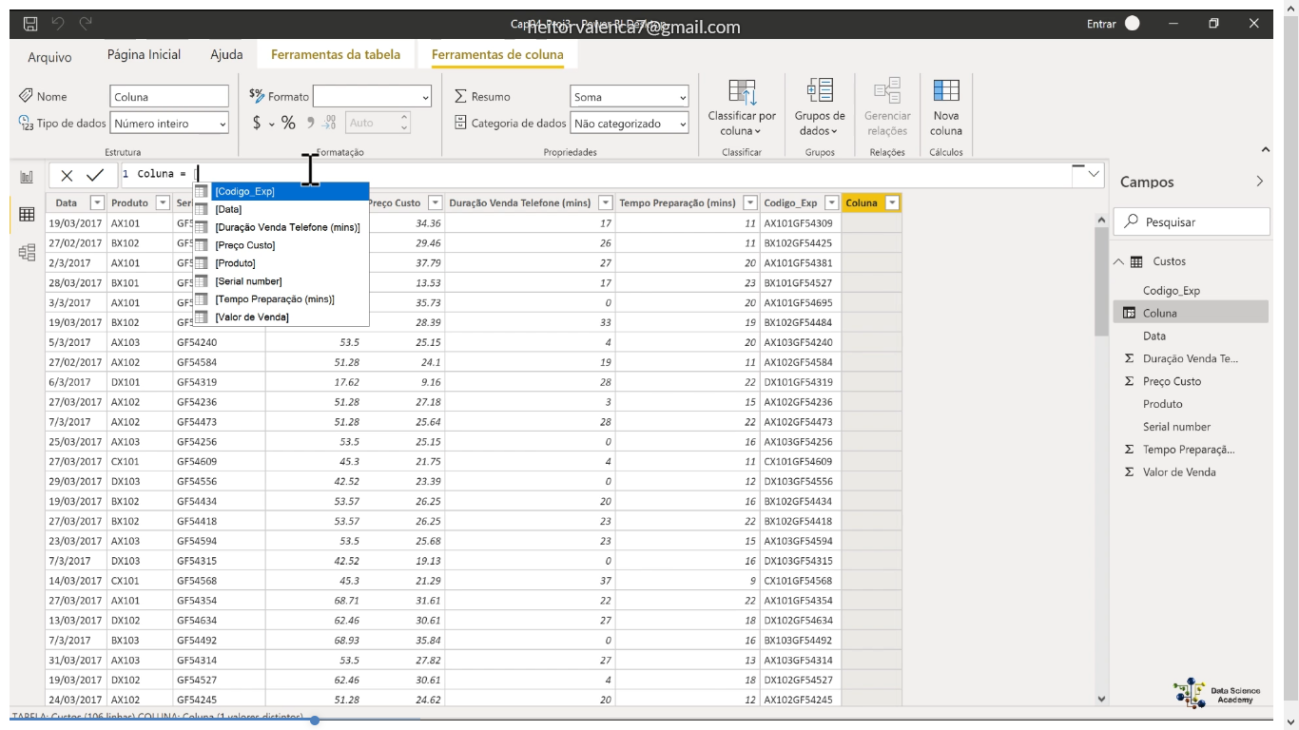 heitorvalenca7@gmail.com
Entrar
Arquivo Página Inicial Ajuda Ferramentas da tabela Ferramentas de coluna
Nome Coluna $% Formato Resumo Soma
Tipo de dados Número inteiro $ % Auto Categoria de dados Não categorizado
Classificar por coluna Grupos de dados Gerenciar relações Nova coluna
Estrutura Formatação Propriedades Classificar Grupos Relações Cálculos
1 Coluna = [
[Codigo_Exp]
[Data]
[Duração Venda Telefone (mins)]
[Preço Custo]
[Produto]
[Serial number]
[Tempo Preparação (mins)]
[Valor de Venda]
Data Produto Preço Custo Duração Venda Telefone (mins) Tempo Preparação (mins) Codigo_Exp Coluna
19/03/2017 AX101 34.36 17 11 AX101GF54309
27/02/2017 BX102 29.46 26 11 BX102GF54425
2/3/2017 AX101 37.79 27 20 AX101GF54381
28/03/2017 BX101 13.53 17 23 BX101GF54527
3/3/2017 AX101 35.73 0 20 AX101GF54695
19/03/2017 BX102 28.39 33 19 BX102GF54484
5/3/2017 AX103 GF54240 53.5 25.15 4 20 AX103GF54240
27/02/2017 AX102 GF54584 51.28 24.1 19 11 AX102GF54584
6/3/2017 DX101 GF54319 17.62 9.16 28 22 DX101GF54319
27/03/2017 AX102 GF54236 51.28 27.18 3 15 AX102GF54236
7/3/2017 AX102 GF54473 51.28 25.64 28 22 AX102GF54473
25/03/2017 AX103 GF54256 53.5 25.15 0 16 AX103GF54256
27/03/2017 CX101 GF54609 45.3 21.75 4 11 CX101GF54609
29/03/2017 DX103 GF54556 42.52 23.39 0 12 DX103GF54556
19/03/2017 BX102 GF54434 53.57 26.25 20 16 BX102GF54434
27/03/2017 BX102 GF54418 53.57 26.25 23 22 BX102GF54418
23/03/2017 AX103 GF54594 53.5 25.68 23 15 AX103GF54594
7/3/2017 DX103 GF54315 42.52 19.13 0 16 DX103GF54315
14/03/2017 CX101 GF54568 45.3 21.29 37 9 CX101GF54568
27/03/2017 AX101 GF54354 68.71 31.61 22 22 AX101GF54354
13/03/2017 DX102 GF54634 62.46 30.61 27 18 DX102GF54634
7/3/2017 BX103 GF54492 68.93 35.84 0 16 BX103GF54492
31/03/2017 AX103 GF54314 53.5 27.82 27 13 AX103GF54314
19/03/2017 DX102 GF54527 62.46 30.61 4 18 DX102GF54527
24/03/2017 AX102 GF54245 51.28 24.62 20 12 AX102GF54245
TABELA: Custos (106 linhas) COLUNA: Coluna (1 valores distintos)
Campos
Pesquisar
Custos
Codigo_Exp
Coluna
Data
Duração Venda Te...
Preço Custo
Produto
Serial number
Tempo Preparaçã...
Valor de Venda
Data Science
Academy